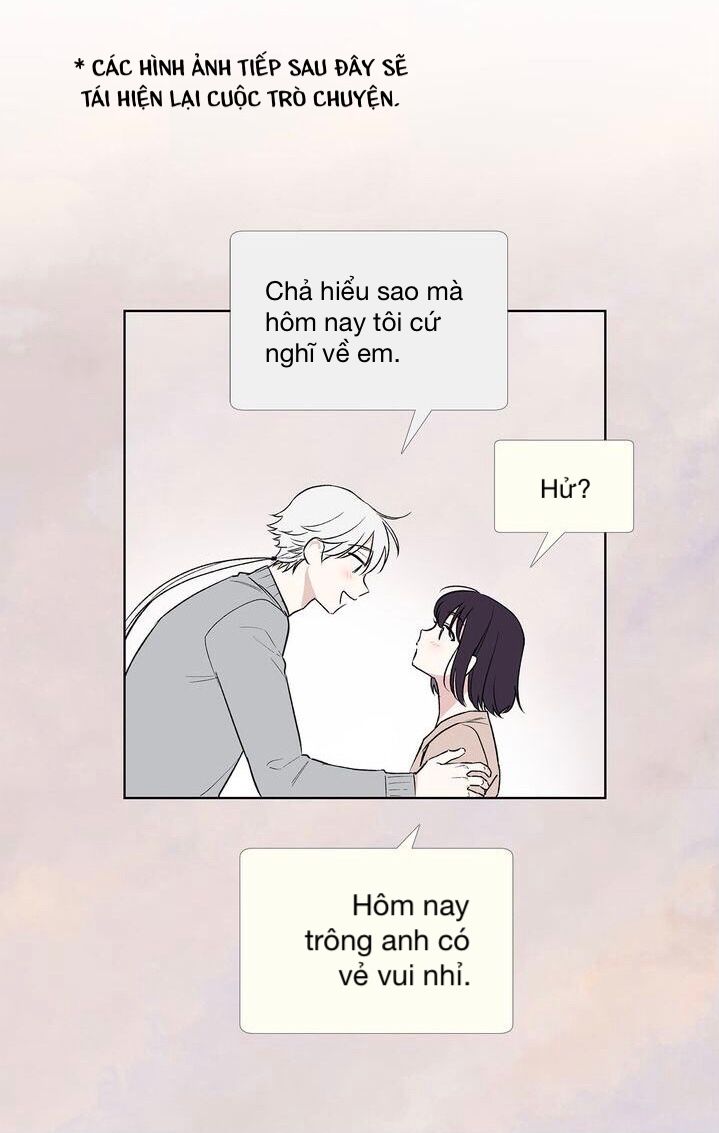 * CÁC HÌNH ẢNH TIẾP SAU ĐÂY SẼ
TÁI HIỆN LẠI CUỘC TRÒ CHUYỆN.
Chả hiểu sao mà
hôm nay tôi cứ
nghĩ về em.
Hử?
Hôm nay
trông anh có
vẻ vui nhỉ.